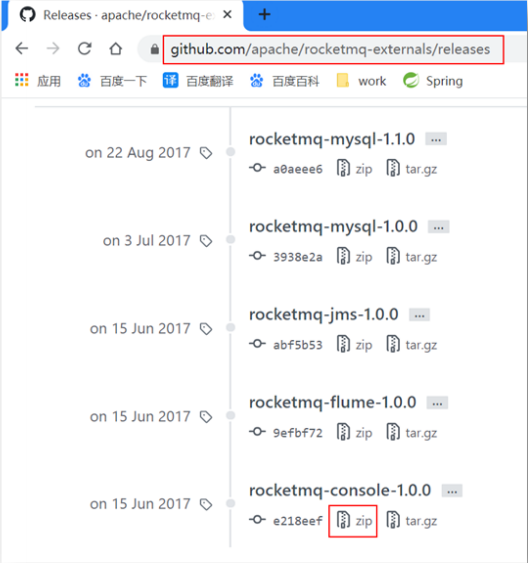 Releases · apache/rocketmq-e
github.com/apache/rocketmq-externals/releases
应用 百度一下 译 百度翻译 百度百科 work Spring
on 22 Aug 2017 rocketmq-mysql-1.1.0 ...
a0aeee6 zip tar.gz
on 3 Jul 2017 rocketmq-mysql-1.0.0 ...
3938e2a zip tar.gz
on 15 Jun 2017 rocketmq-jms-1.0.0 ...
abf5b53 zip tar.gz
on 15 Jun 2017 rocketmq-flume-1.0.0 ...
9efbf72 zip tar.gz
on 15 Jun 2017 rocketmq-console-1.0.0 ...
e218eef zip tar.gz